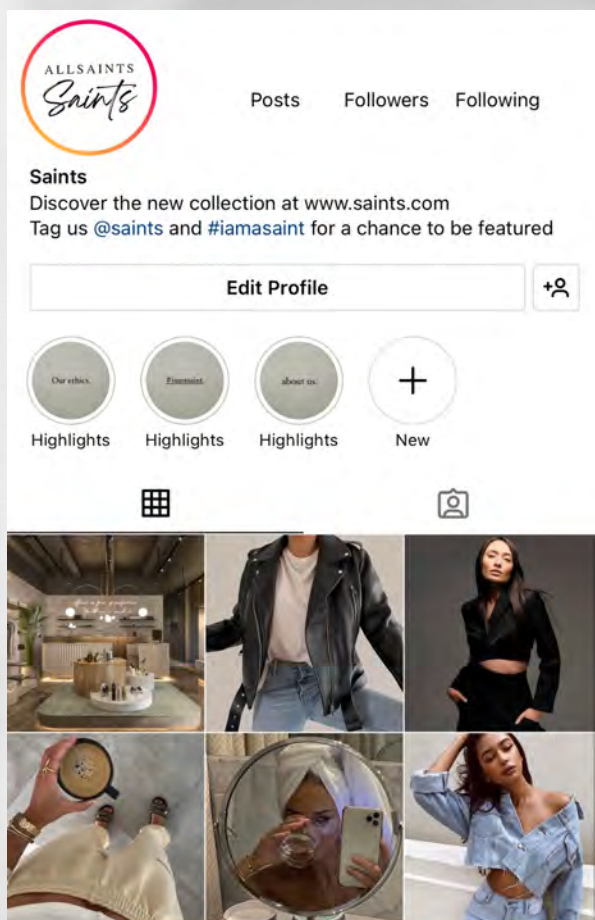 ALLSAINTS
Saints
Posts Followers Following
Saints
Discover the new collection at www.saints.com
Tag us @saints and #iamasaint for a chance to be featured
Edit Profile
Our ethics.
#iamasaint.
about us.
Highlights Highlights Highlights New